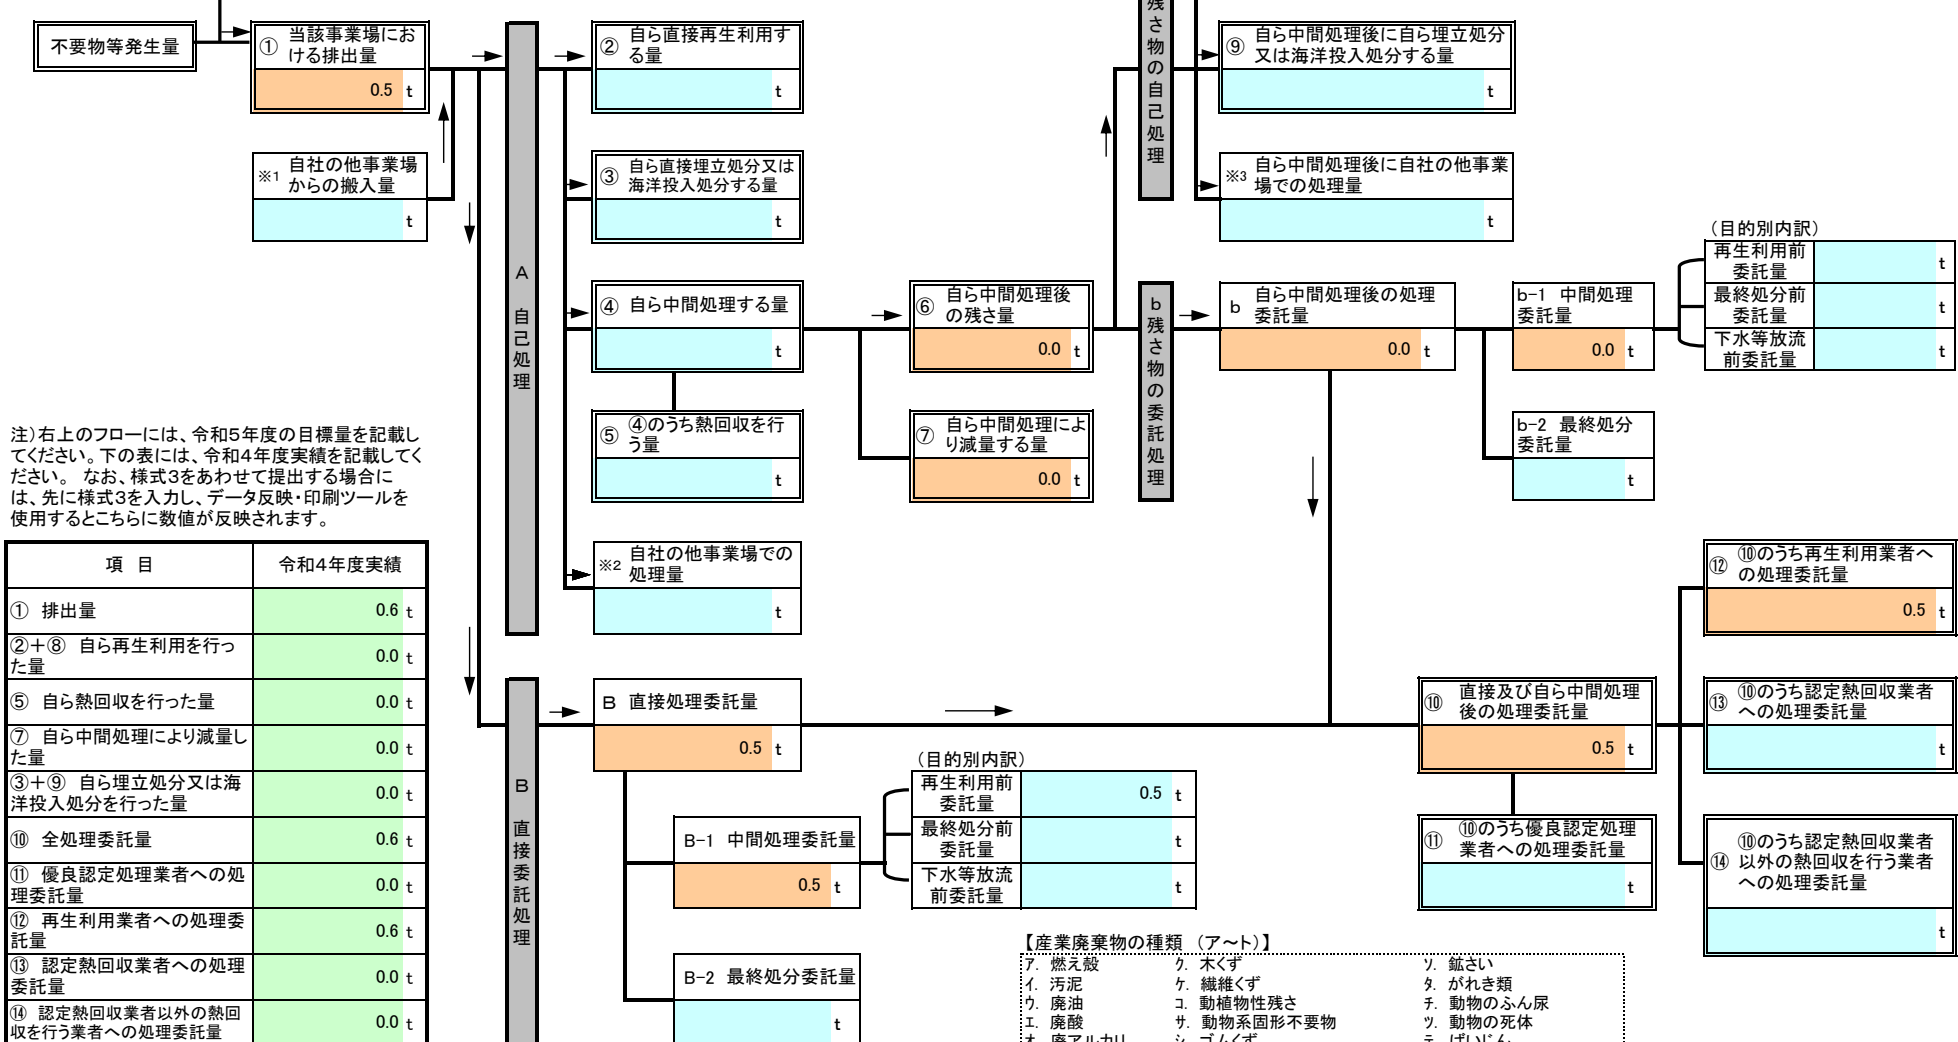 不要物等発生量
①
当該事業場にお
ける排出量
0.5 t
※1
自社の他事業場
からの搬入量
t
A
自己処理
②
自ら直接再生利用す
る量
t
③
自ら直接埋立処分又は
海洋投入処分する量
t
④ 自ら中間処理する量
t
⑤
④のうち熱回収を行
う量
t
※2
自社の他事業場での
処理量
t
⑥
自ら中間処理後
の残さ量
0.0 t
⑦
自ら中間処理によ
り減量する量
0.0 t
残さ物の自己処理
⑨
自ら中間処理後に自ら埋立処分
又は海洋投入処分する量
t
※3
自ら中間処理後に自社の他事業
場での処理量
t
b
残さ物の委託処理
b
自ら中間処理後の処理
委託量
0.0 t
b-1 中間処理
委託量
0.0 t
b-2 最終処分
委託量
t
(目的別内訳)
再生利用前
委託量
t
最終処分前
委託量
t
下水等放流
前委託量
t
注)右上のフローには、令和5年度の目標量を記載し
てください。下の表には、令和4年度実績を記載してく
ださい。 なお、様式3をあわせて提出する場合に
は、先に様式3を入力し、データ反映・印刷ツールを
使用するとこちらに数値が反映されます。
項 目 令和4年度実績
① 排出量 0.6 t
②+⑧ 自ら再生利用を行っ
た量
0.0 t
⑤ 自ら熱回収を行った量 0.0 t
⑦ 自ら中間処理により減量し
た量
0.0 t
③+⑨ 自ら埋立処分又は海
洋投入処分を行った量
0.0 t
⑩ 全処理委託量 0.6 t
⑪ 優良認定処理業者への処
理委託量
0.0 t
⑫ 再生利用業者への処理委
託量
0.6 t
⑬ 認定熱回収業者への処理
委託量
0.0 t
⑭ 認定熱回収業者以外の熱回
収を行う業者への処理委託量
0.0 t
B
直接委託処理
B 直接処理委託量
0.5 t
B-1 中間処理委託量
0.5 t
B-2 最終処分委託量
t
(目的別内訳)
再生利用前
委託量
0.5 t
最終処分前
委託量
t
下水等放流
前委託量
t
⑩
直接及び自ら中間処理
後の処理委託量
0.5 t
⑪
⑩のうち優良認定処理
業者への処理委託量
t
⑫
⑩のうち再生利用業者へ
の処理委託量
0.5 t
⑬
⑩のうち認定熱回収業者
への処理委託量
t
⑭
⑩のうち認定熱回収業者
以外の熱回収を行う業者
への処理委託量
t
【産業廃棄物の種類 (ア~ト)】
ア. 燃え殻 ク. 木くず ソ. 鉱さい
イ. 汚泥 ケ. 繊維くず タ. がれき類
ウ. 廃油 コ. 動植物性残さ チ. 動物のふん尿
エ. 廃酸 サ. 動物系固形不要物 ツ. 動物の死体
オ. 廃アルカリ シ. ゴムくず テ. ばいじん